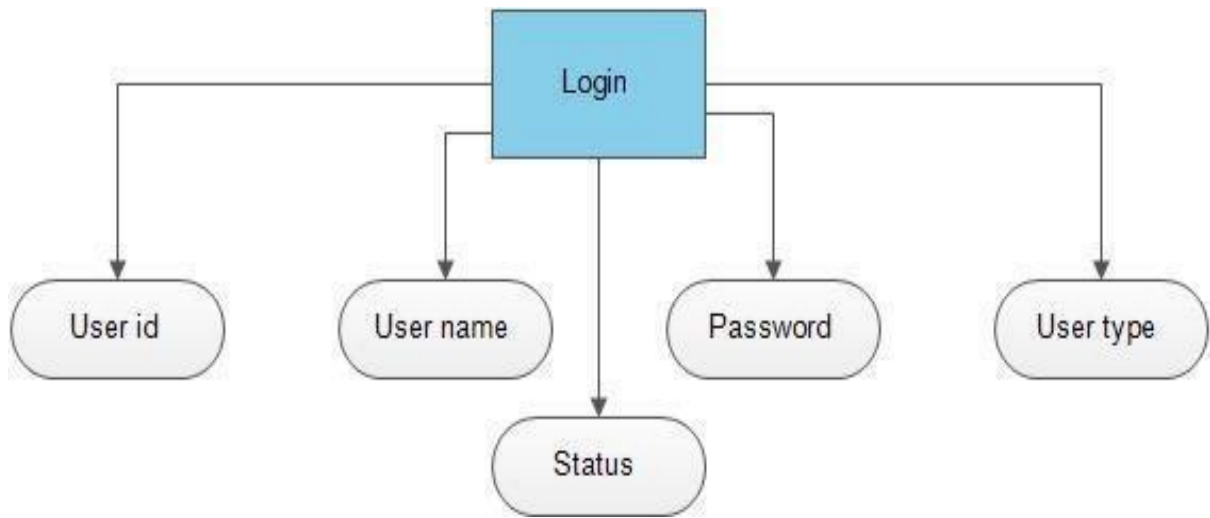 Login
User id
User name
Password
User type
Status